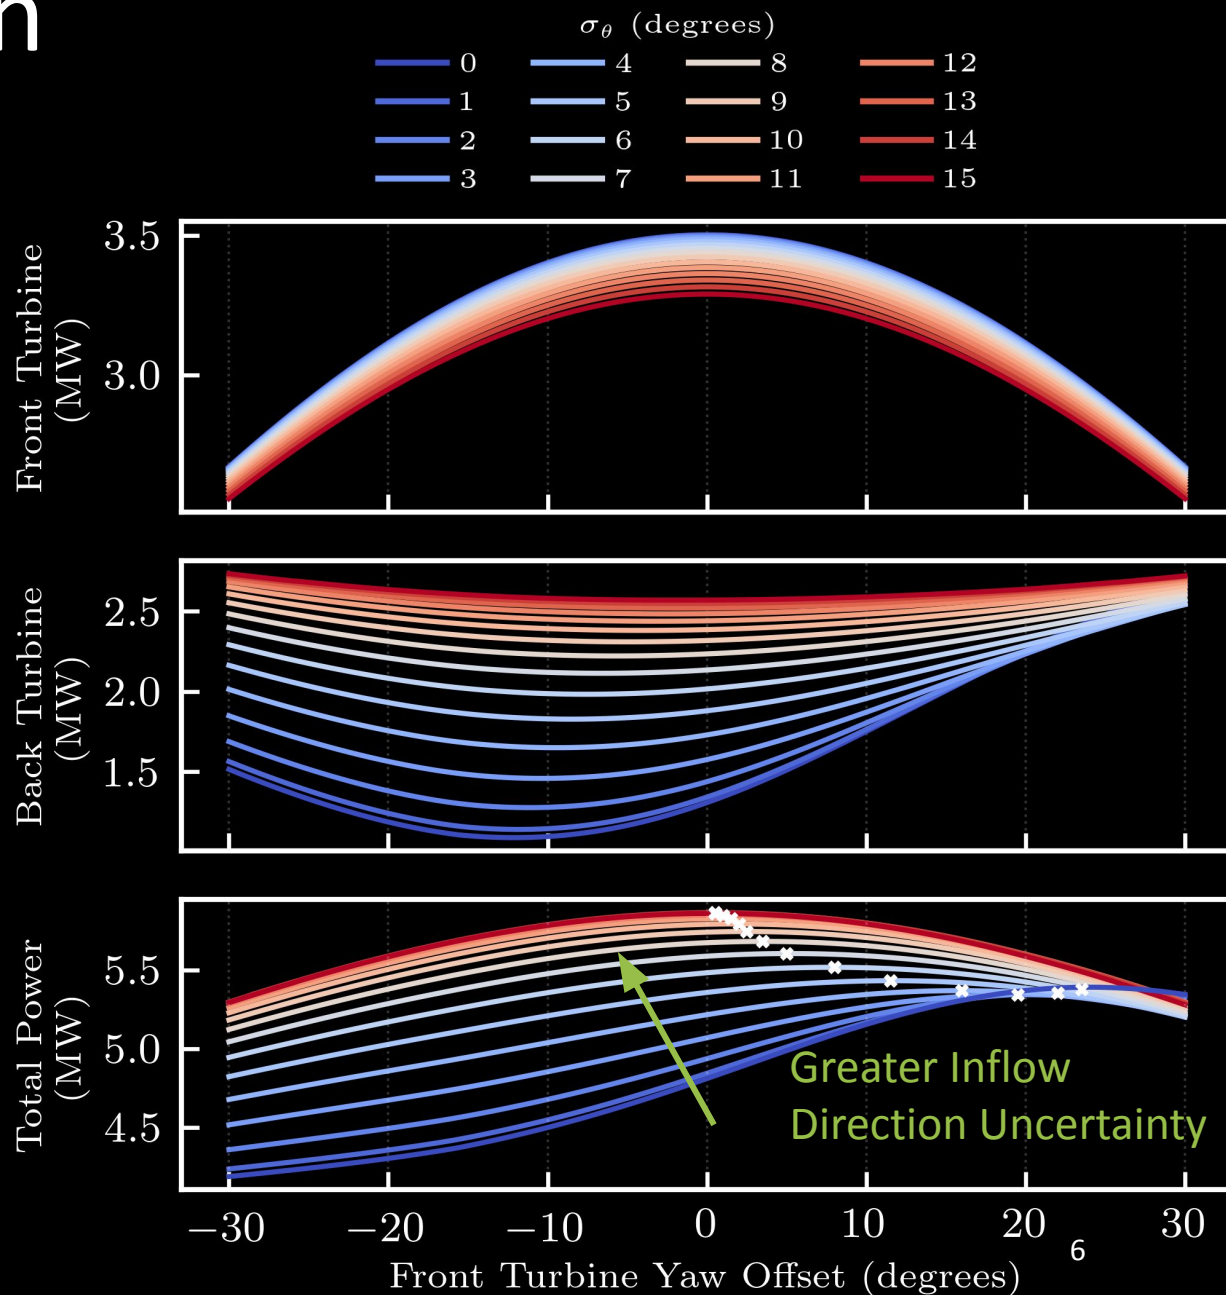 n
σθ (degrees)
0 4 8 12
1 5 9 13
2 6 10 14
3 7 11 15
Front Turbine
(MW)
3.5
3.0
Back Turbine
(MW)
2.5
2.0
1.5
Total Power
(MW)
5.5
5.0
4.5
Greater Inflow
Direction Uncertainty
−30 −20 −10 0 10 20 30
6
Front Turbine Yaw Offset (degrees)